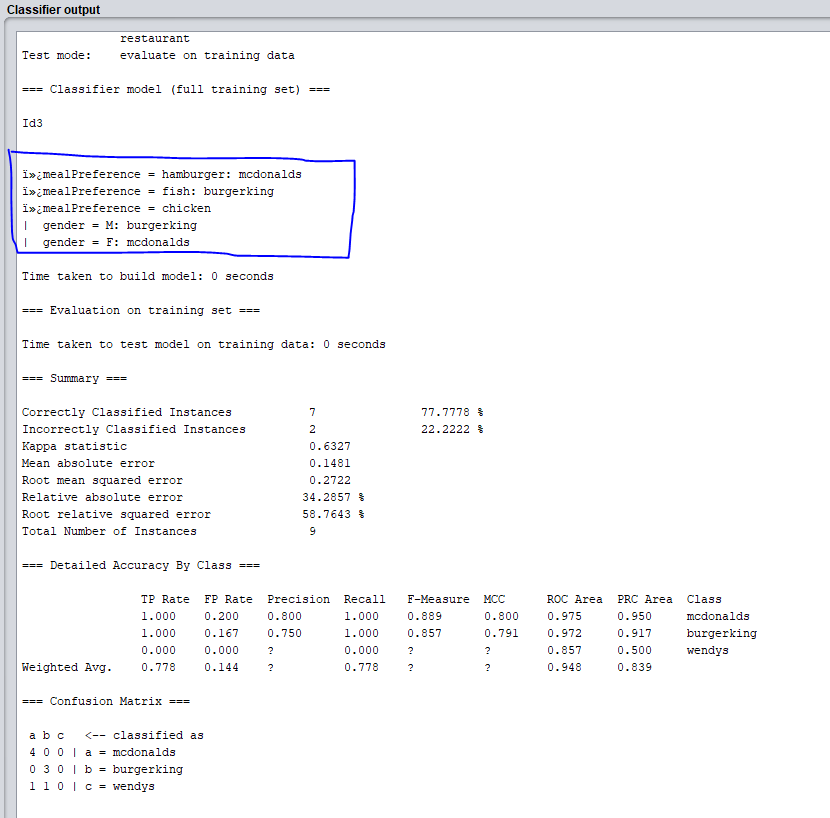 Classifier output
restaurant
Test mode:    evaluate on training data
=== Classifier model (full training set) ===
Id3
ï»¿mealPreference = hamburger: mcdonalds
ï»¿mealPreference = fish: burgerking
ï»¿mealPreference = chicken
|  gender = M: burgerking
|  gender = F: mcdonalds
Time taken to build model: 0 seconds
=== Evaluation on training set ===
Time taken to test model on training data: 0 seconds
=== Summary ===
Correctly Classified Instances           7               77.7778 %
Incorrectly Classified Instances         2               22.2222 %
Kappa statistic                          0.6327
Mean absolute error                      0.1481
Root mean squared error                  0.2722
Relative absolute error                 34.2857 %
Root relative squared error             58.7643 %
Total Number of Instances                9
=== Detailed Accuracy By Class ===
                 TP Rate  FP Rate  Precision  Recall   F-Measure  MCC      ROC Area  PRC Area  Class
                 1.000    0.200    0.800      1.000    0.889      0.800    0.975     0.950     mcdonalds
                 1.000    0.167    0.750      1.000    0.857      0.791    0.972     0.917     burgerking
                 0.000    0.000    ?          0.000    ?          ?        0.857     0.500     wendys
Weighted Avg.    0.778    0.144    ?          0.778    ?          ?        0.948     0.839
=== Confusion Matrix ===
 a b c   <-- classified as
 4 0 0 | a = mcdonalds
 0 3 0 | b = burgerking
 1 1 0 | c = wendys